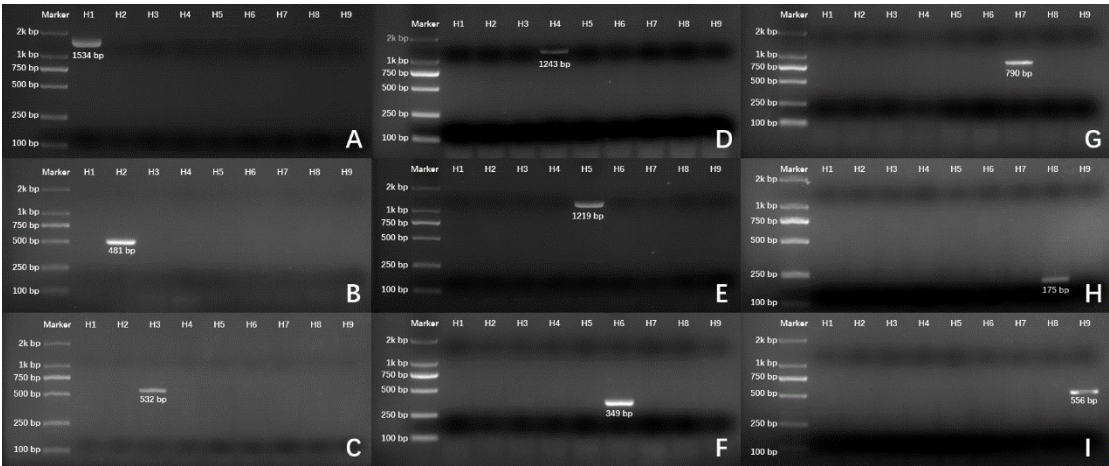 Marker H1 H2 H3 H4 H5 H6 H7 H8 H9
2k bp
1534 bp
1k bp
750 bp
500 bp
250 bp
100 bp
A
Marker H1 H2 H3 H4 H5 H6 H7 H8 H9
2k bp
1k bp
750 bp
500 bp
481 bp
250 bp
100 bp
B
Marker H1 H2 H3 H4 H5 H6 H7 H8 H9
2k bp
1k bp
750 bp
500 bp
532 bp
250 bp
100 bp
C
Marker H1 H2 H3 H4 H5 H6 H7 H8 H9
2k bp
1k bp
1243 bp
750 bp
500 bp
250 bp
100 bp
D
Marker H1 H2 H3 H4 H5 H6 H7 H8 H9
2k bp
1k bp
1219 bp
750 bp
500 bp
250 bp
100 bp
E
Marker H1 H2 H3 H4 H5 H6 H7 H8 H9
2k bp
1k bp
750 bp
500 bp
349 bp
250 bp
100 bp
F
Marker H1 H2 H3 H4 H5 H6 H7 H8 H9
2k bp
1k bp
750 bp
790 bp
500 bp
250 bp
100 bp
G
Marker H1 H2 H3 H4 H5 H6 H7 H8 H9
2k bp
1k bp
750 bp
500 bp
250 bp
175 bp
100 bp
H
Marker H1 H2 H3 H4 H5 H6 H7 H8 H9
2k bp
1k bp
750 bp
500 bp
556 bp
250 bp
100 bp
I